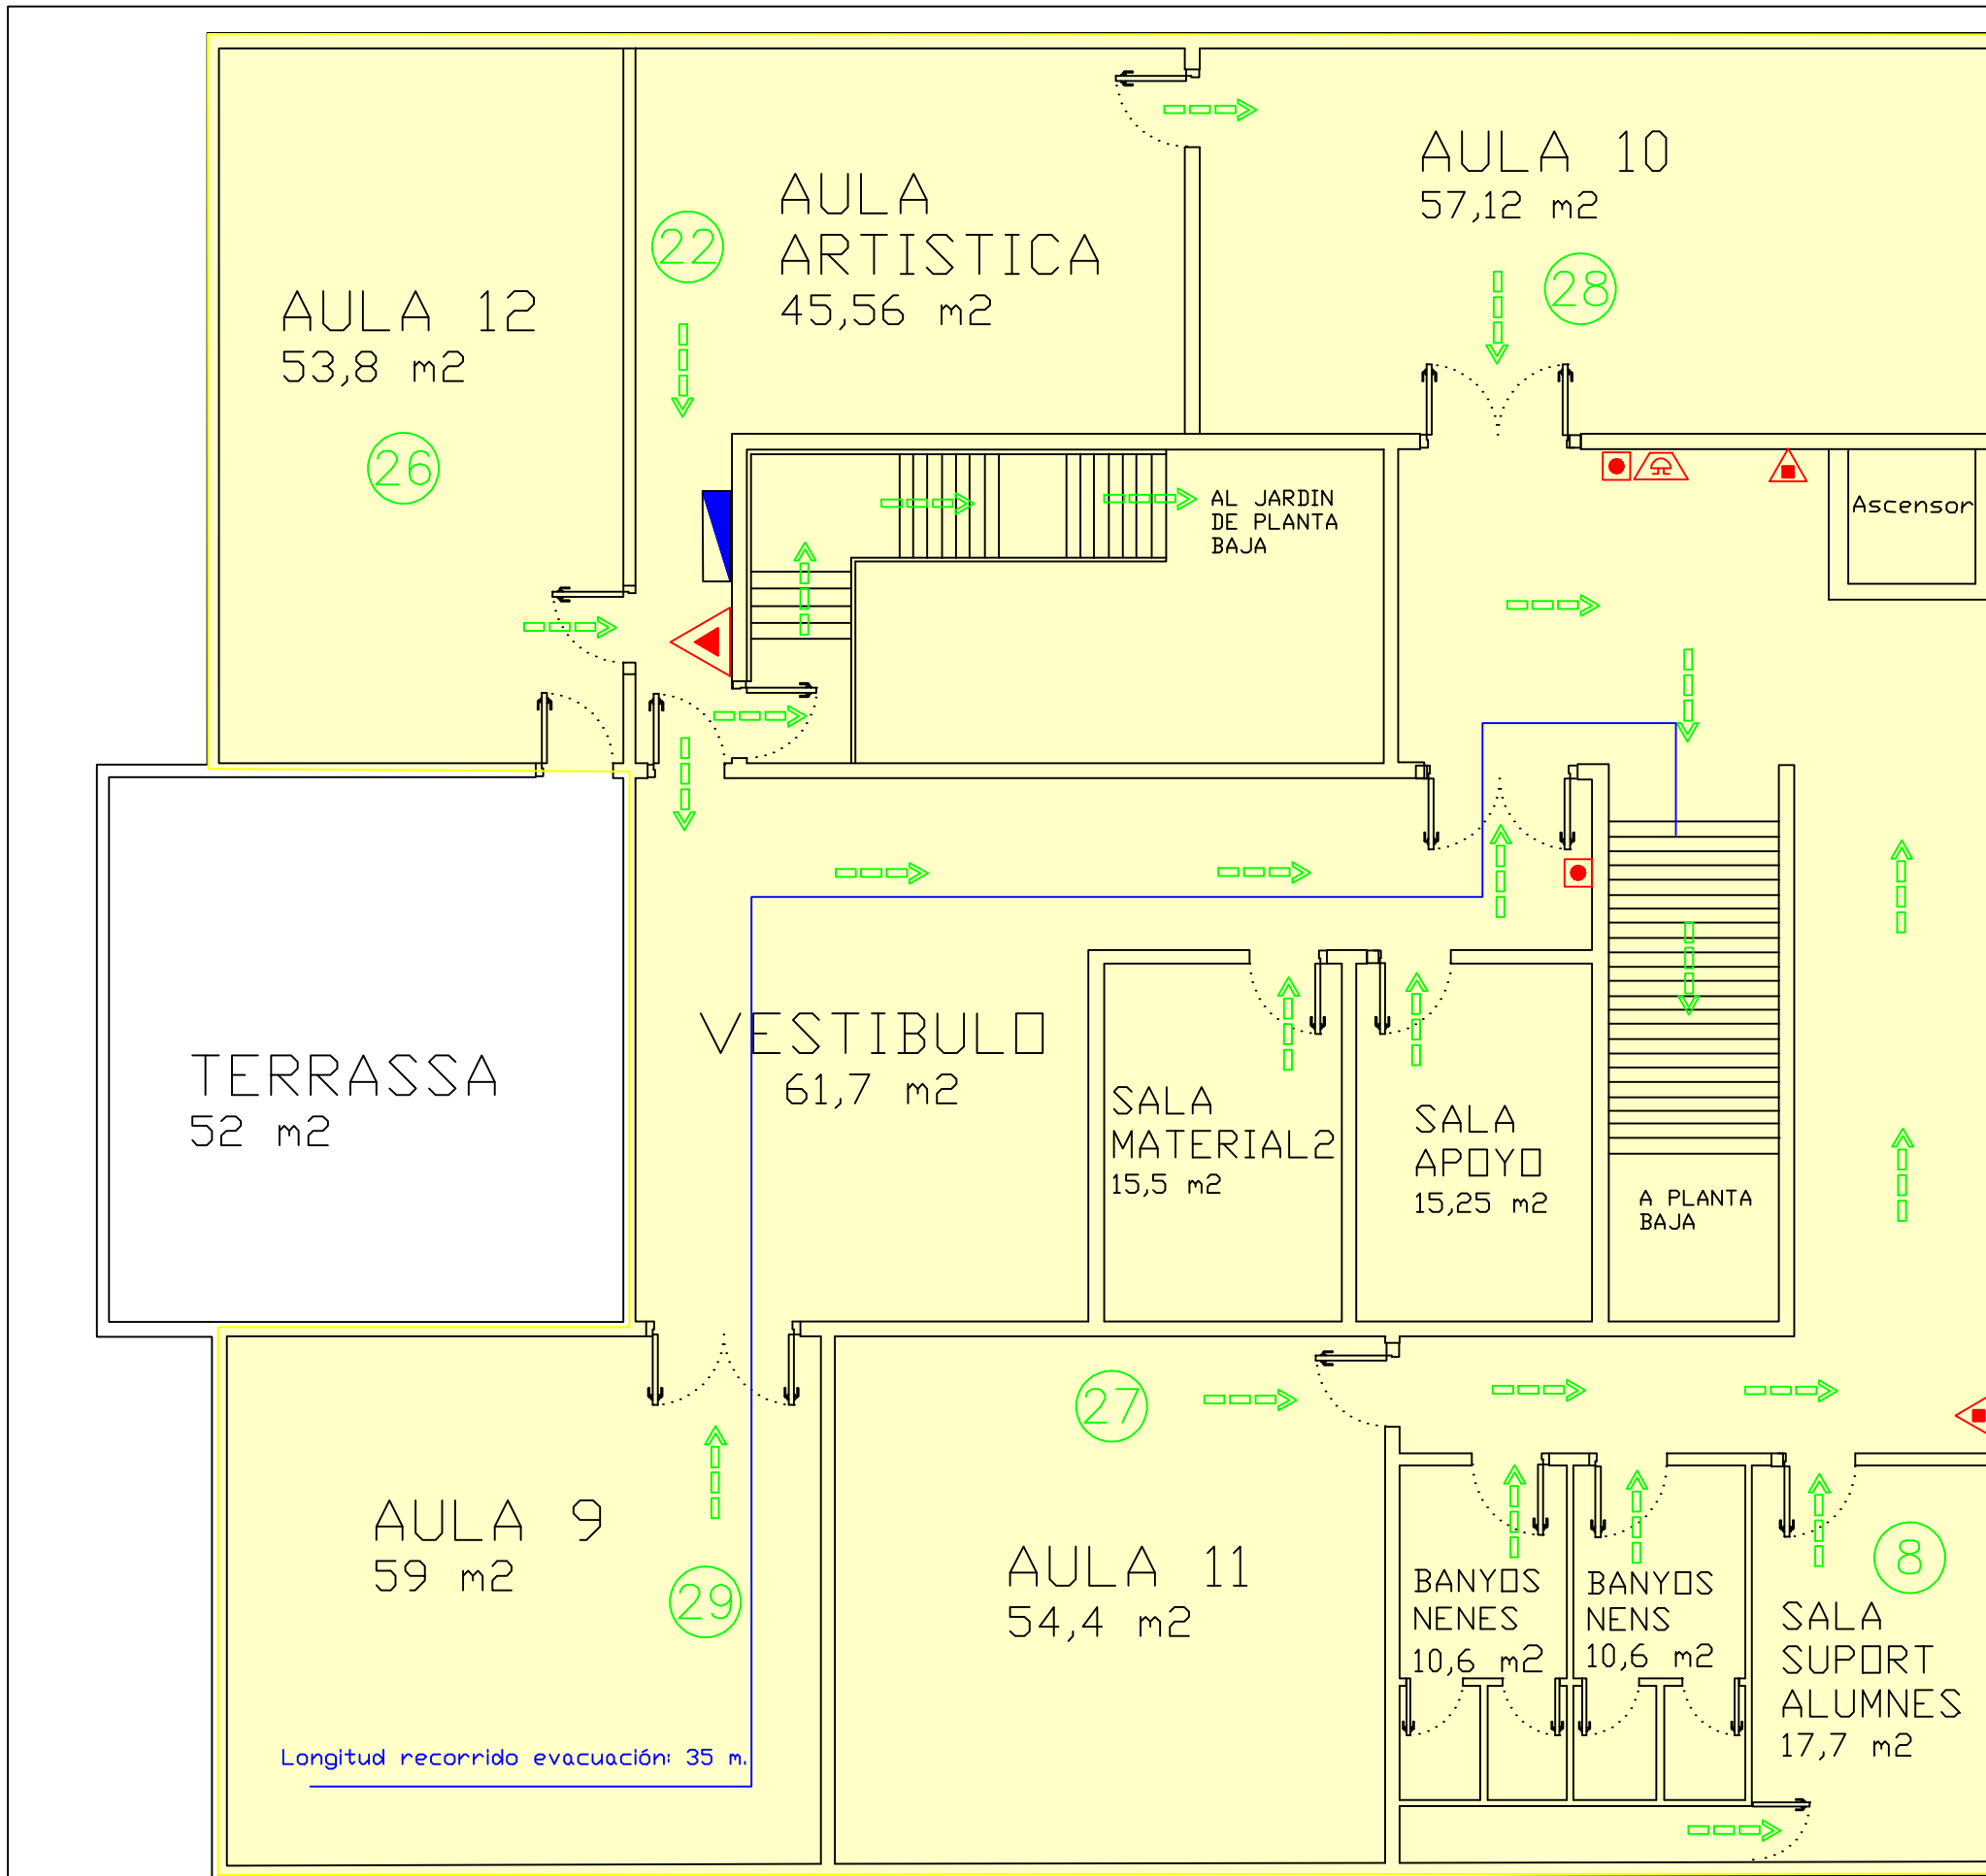 AULA 10
57,12 m2
28
AULA
ARTISTICA
45,56 m2
22
AULA 12
53,8 m2
26
AL JARDIN
DE PLANTA
BAJA
Ascensor
VESTIBULO
61,7 m2
TERRASSA
52 m2
SALA
MATERIAL2
15,5 m2
SALA
APOYO
15,25 m2
A PLANTA
BAJA
27
AULA 9
59 m2
29
AULA 11
54,4 m2
BANYOS
NENES
10,6 m2
BANYOS
NENS
10,6 m2
8
SALA
SUPORT
ALUMNES
17,7 m2
Longitud recorrido evacuación: 35 m.